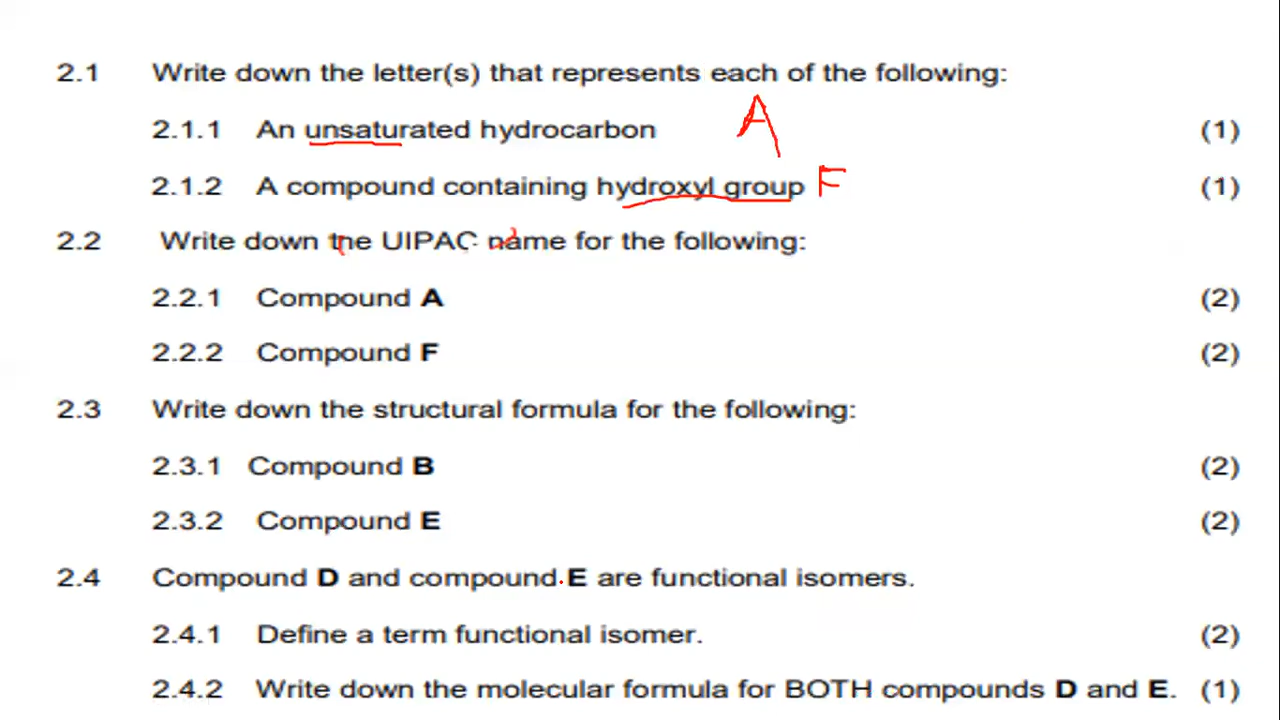 2.1 Write down the letter(s) that represents each of the following:
A
2.1.1 An unsaturated hydrocarbon (1)
2.1.2 A compound containing hydroxyl group F (1)
2.2 Write down the UIPAC name for the following:
2.2.1 Compound A (2)
2.2.2 Compound F (2)
2.3 Write down the structural formula for the following:
2.3.1 Compound B (2)
2.3.2 Compound E (2)
2.4 Compound D and compound E are functional isomers.
2.4.1 Define a term functional isomer. (2)
2.4.2 Write down the molecular formula for BOTH compounds D and E. (1)